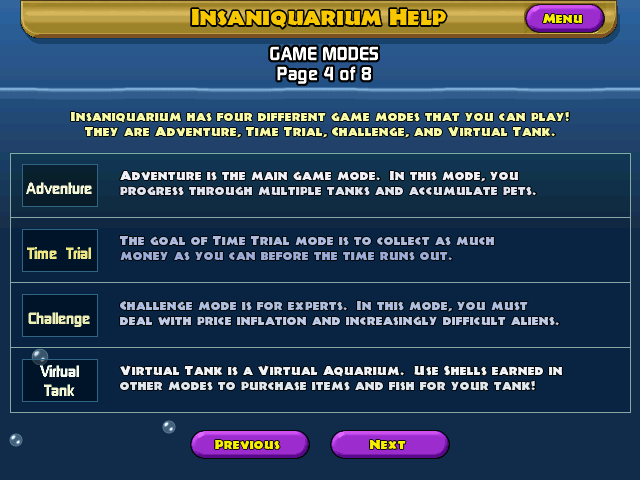 Insaniquarium Help
Menu
GAME MODES
Page 4 of 8
Insaniquarium has four different game modes that you can play!
They are Adventure, Time Trial, Challenge, and Virtual Tank.
Adventure
Adventure is the main game mode.  In this mode, you
progress through multiple tanks and accumulate pets.
Time Trial
The goal of Time Trial mode is to collect as much
money as you can before the time runs out.
Challenge
Challenge mode is for experts.  In this mode, you must
deal with price inflation and increasingly difficult aliens.
Virtual
Tank
Virtual Tank is a Virtual Aquarium.  Use Shells earned in
other modes to purchase items and fish for your tank!
Previous
Next